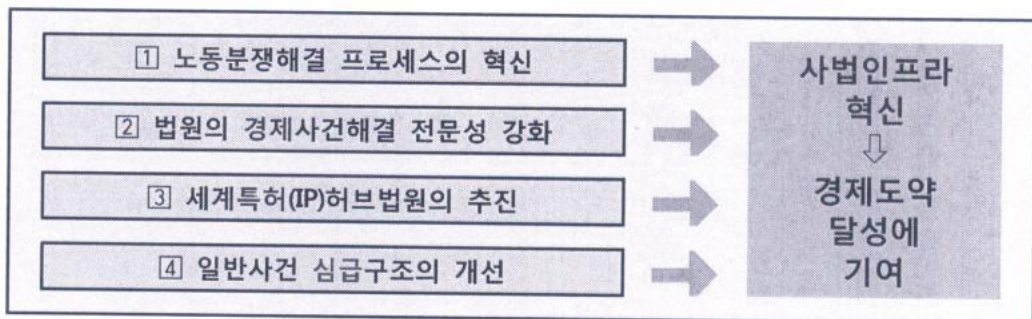 1 노동분쟁해결 프로세스의 혁신
2 법원의 경제사건해결 전문성 강화
3 세계특허(IP)허브법원의 추진
4 일반사건 심급구조의 개선
사법인프라
혁신
⇩
경제도약
달성에
기여